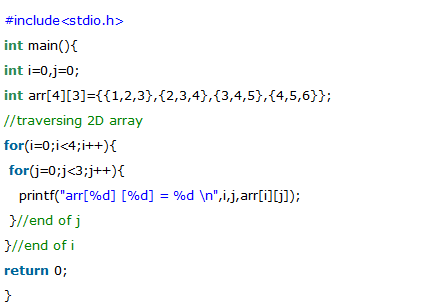 #include<stdio.h>
int main(){
int i=0,j=0;
int arr[4][3]={{1,2,3},{2,3,4},{3,4,5},{4,5,6}};
//traversing 2D array
for(i=0;i<4;i++){
 for(j=0;j<3;j++){
   printf("arr[%d] [%d] = %d \n",i,j,arr[i][j]);
 }//end of j
}//end of i
return 0;
}